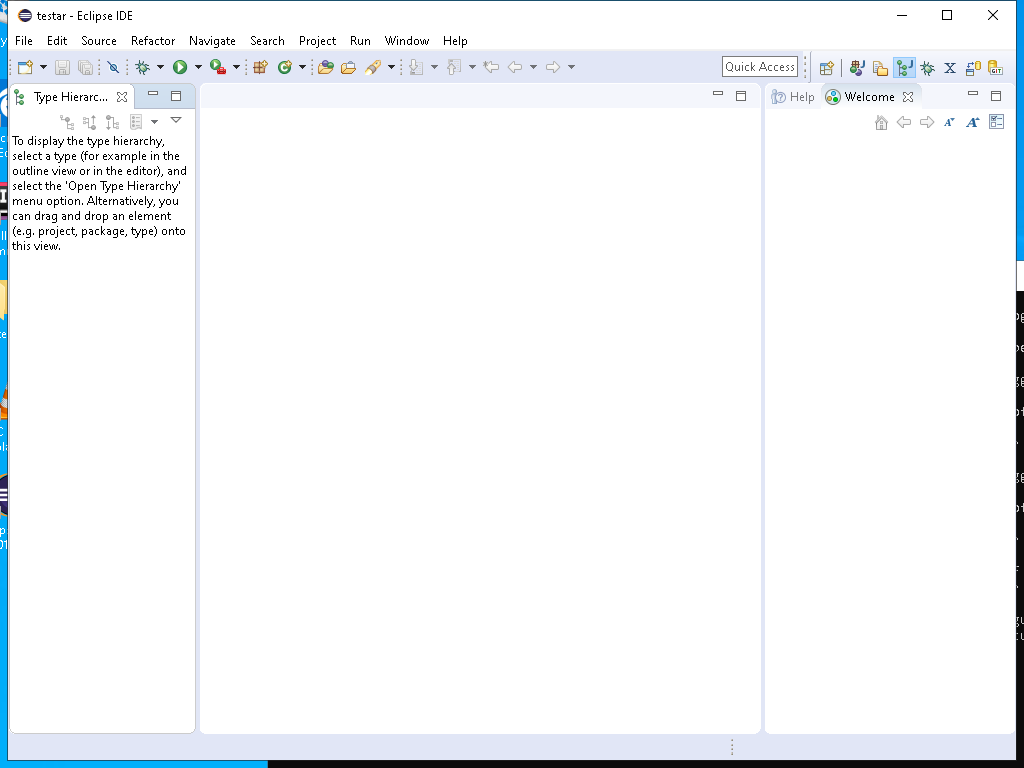 testar - Eclipse IDE
File Edit Source Refactor Navigate Search Project Run Window Help
Quick Access
Type Hierarc...
Help
Welcome
To display the type hierarchy,
select a type (for example in the
outline view or in the editor), and
select the 'Open Type Hierarchy'
menu option. Alternatively, you
can drag and drop an element
(e.g. project, package, type) onto
this view.